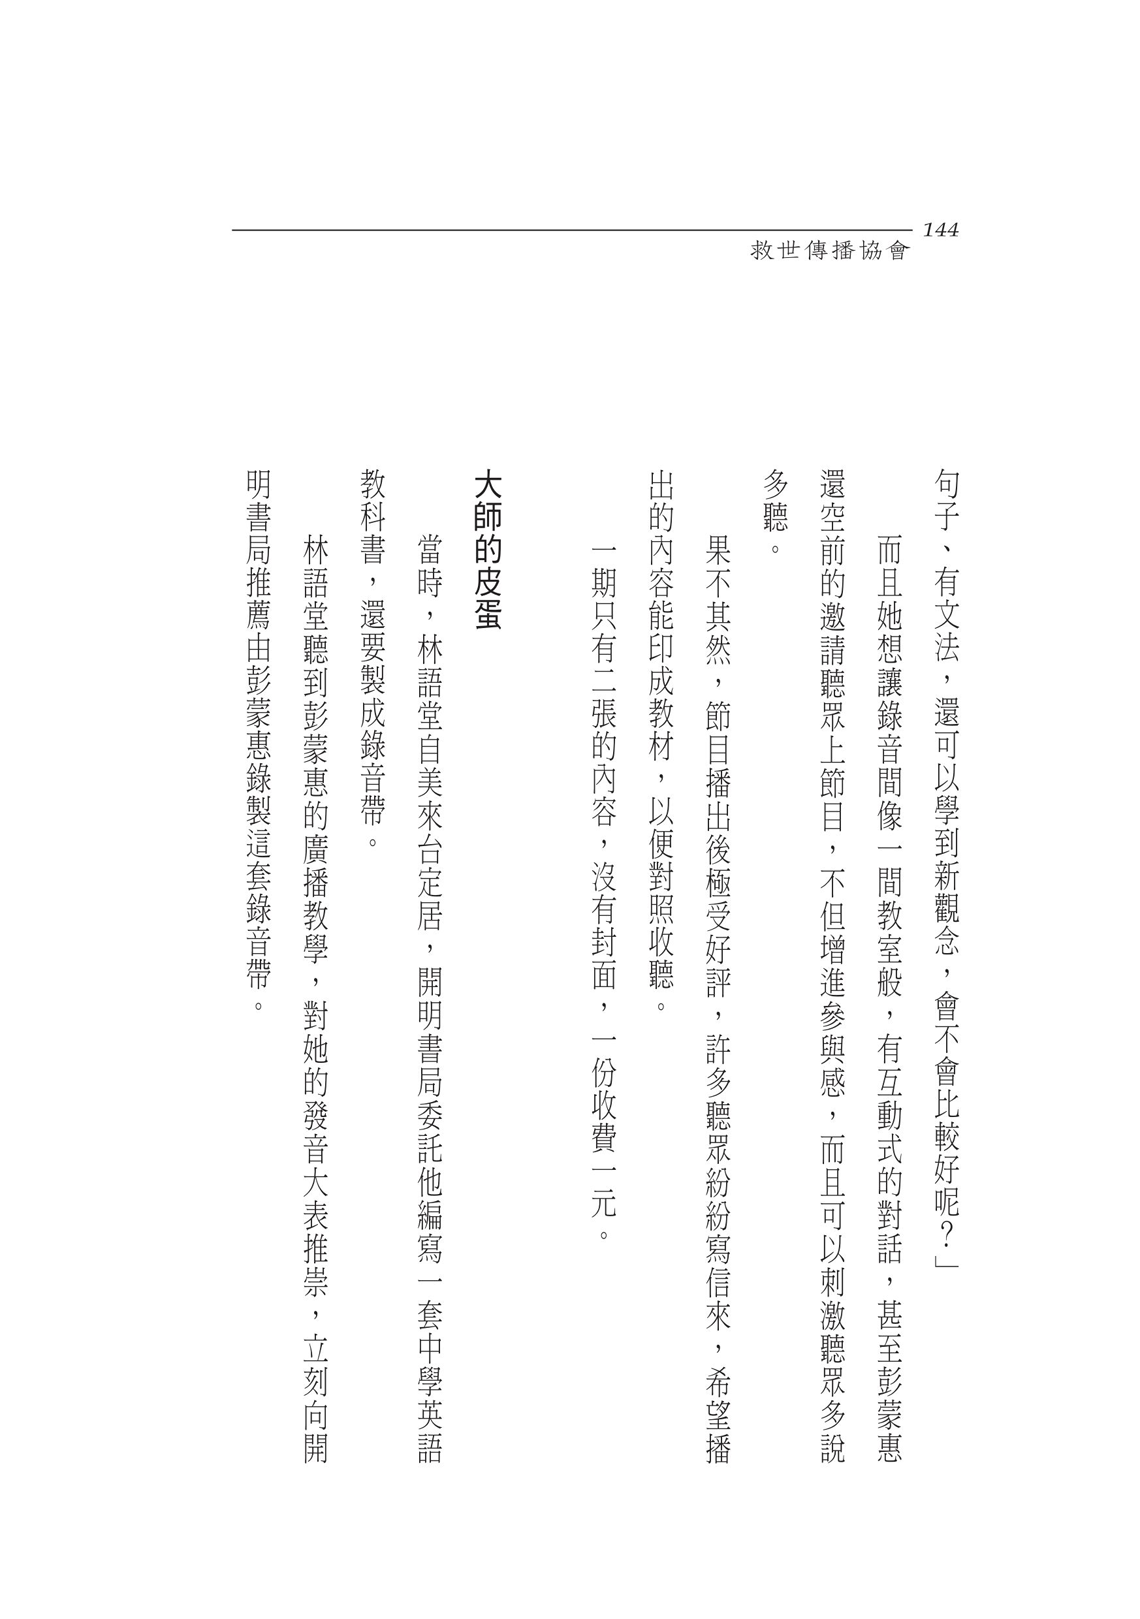 144
救世傳播協會
句子、有文法，還可以學到新觀念，會不會比較好呢？」
而且她想讓錄音間像一間教室般，有互動式的對話，甚至彭蒙惠
還空前的邀請聽眾上節目，不但增進參與感，而且可以刺激聽眾多說
多聽。
果不其然，節目播出後極受好評，許多聽眾紛紛寫信來，希望播
出的內容能印成教材，以便對照收聽。
一期只有二張的內容，沒有封面，一份收費一元。
大師的皮蛋
當時，林語堂自美來台定居，開明書局委託他編寫一套中學英語
教科書，還要製成錄音帶。
林語堂聽到彭蒙惠的廣播教學，對她的發音大表推崇，立刻向開
明書局推薦由彭蒙惠錄製這套錄音帶。